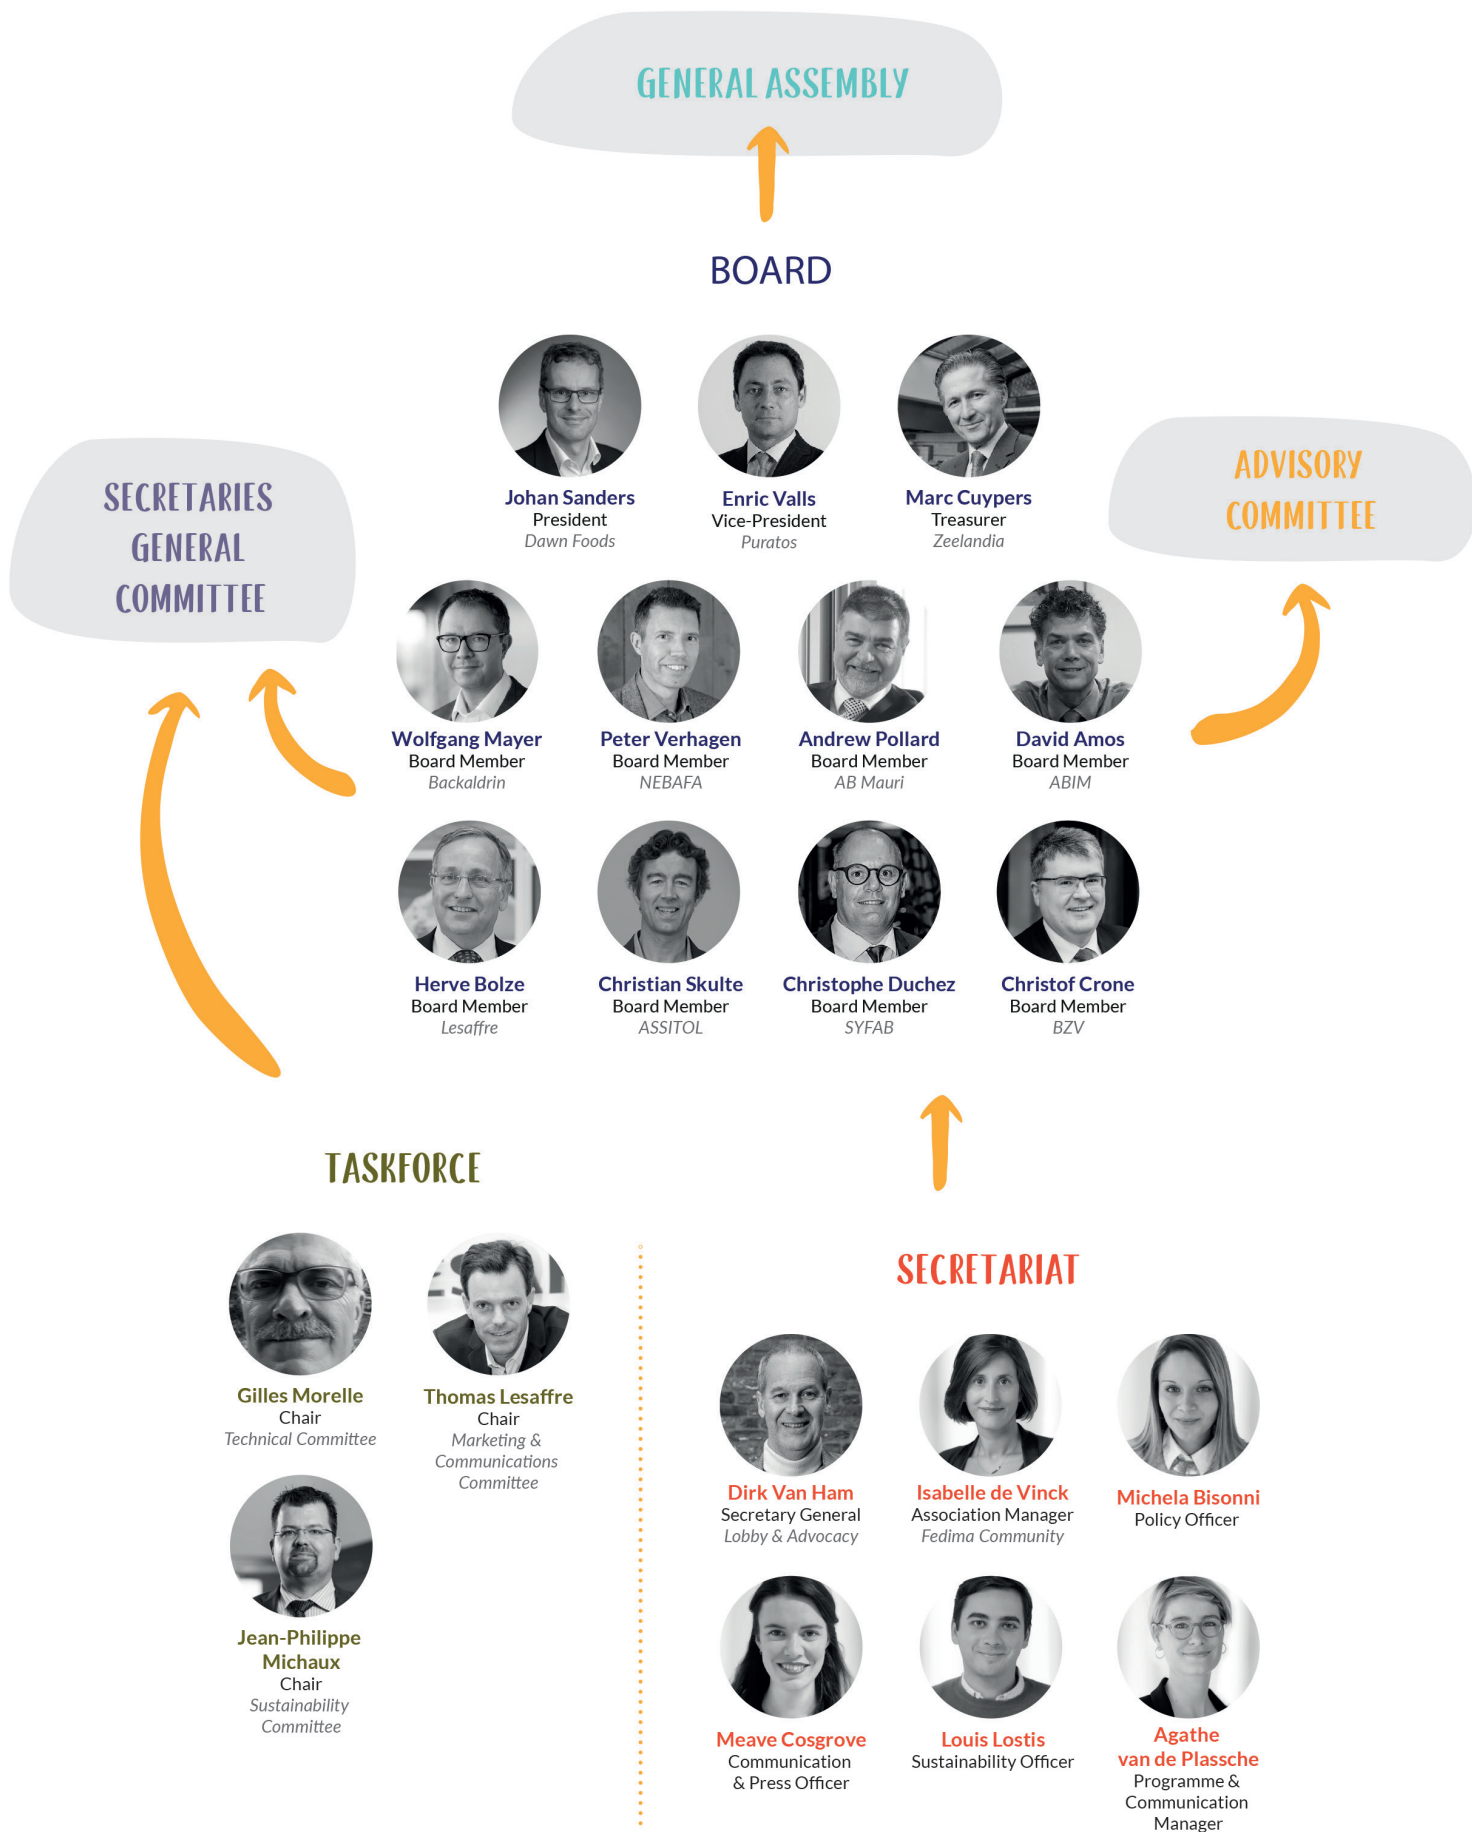 GENERAL ASSEMBLY
BOARD
Johan Sanders
President
Dawn Foods
Enric Valls
Vice-President
Puratos
Marc Cuypers
Treasurer
Zeelandia
SECRETARIES
GENERAL
COMMITTEE
ADVISORY
COMMITTEE
Wolfgang Mayer
Board Member
Backaldrin
Peter Verhagen
Board Member
NEBAFA
Andrew Pollard
Board Member
AB Mauri
David Amos
Board Member
ABIM
Herve Bolze
Board Member
Lesaffre
Christian Skulte
Board Member
ASSITOL
Christophe Duchez
Board Member
SYFAB
Christof Crone
Board Member
BZV
TASKFORCE
Gilles Morelle
Chair
Technical Committee
Thomas Lesaffre
Chair
Marketing &
Communications
Committee
Jean-Philippe
Michaux
Chair
Sustainability
Committee
SECRETARIAT
Dirk Van Ham
Secretary General
Lobby & Advocacy
Isabelle de Vinck
Association Manager
Fedima Community
Michela Bisonni
Policy Officer
Meave Cosgrove
Communication
& Press Officer
Louis Lostis
Sustainability Officer
Agathe
van de Plassche
Programme &
Communication
Manager